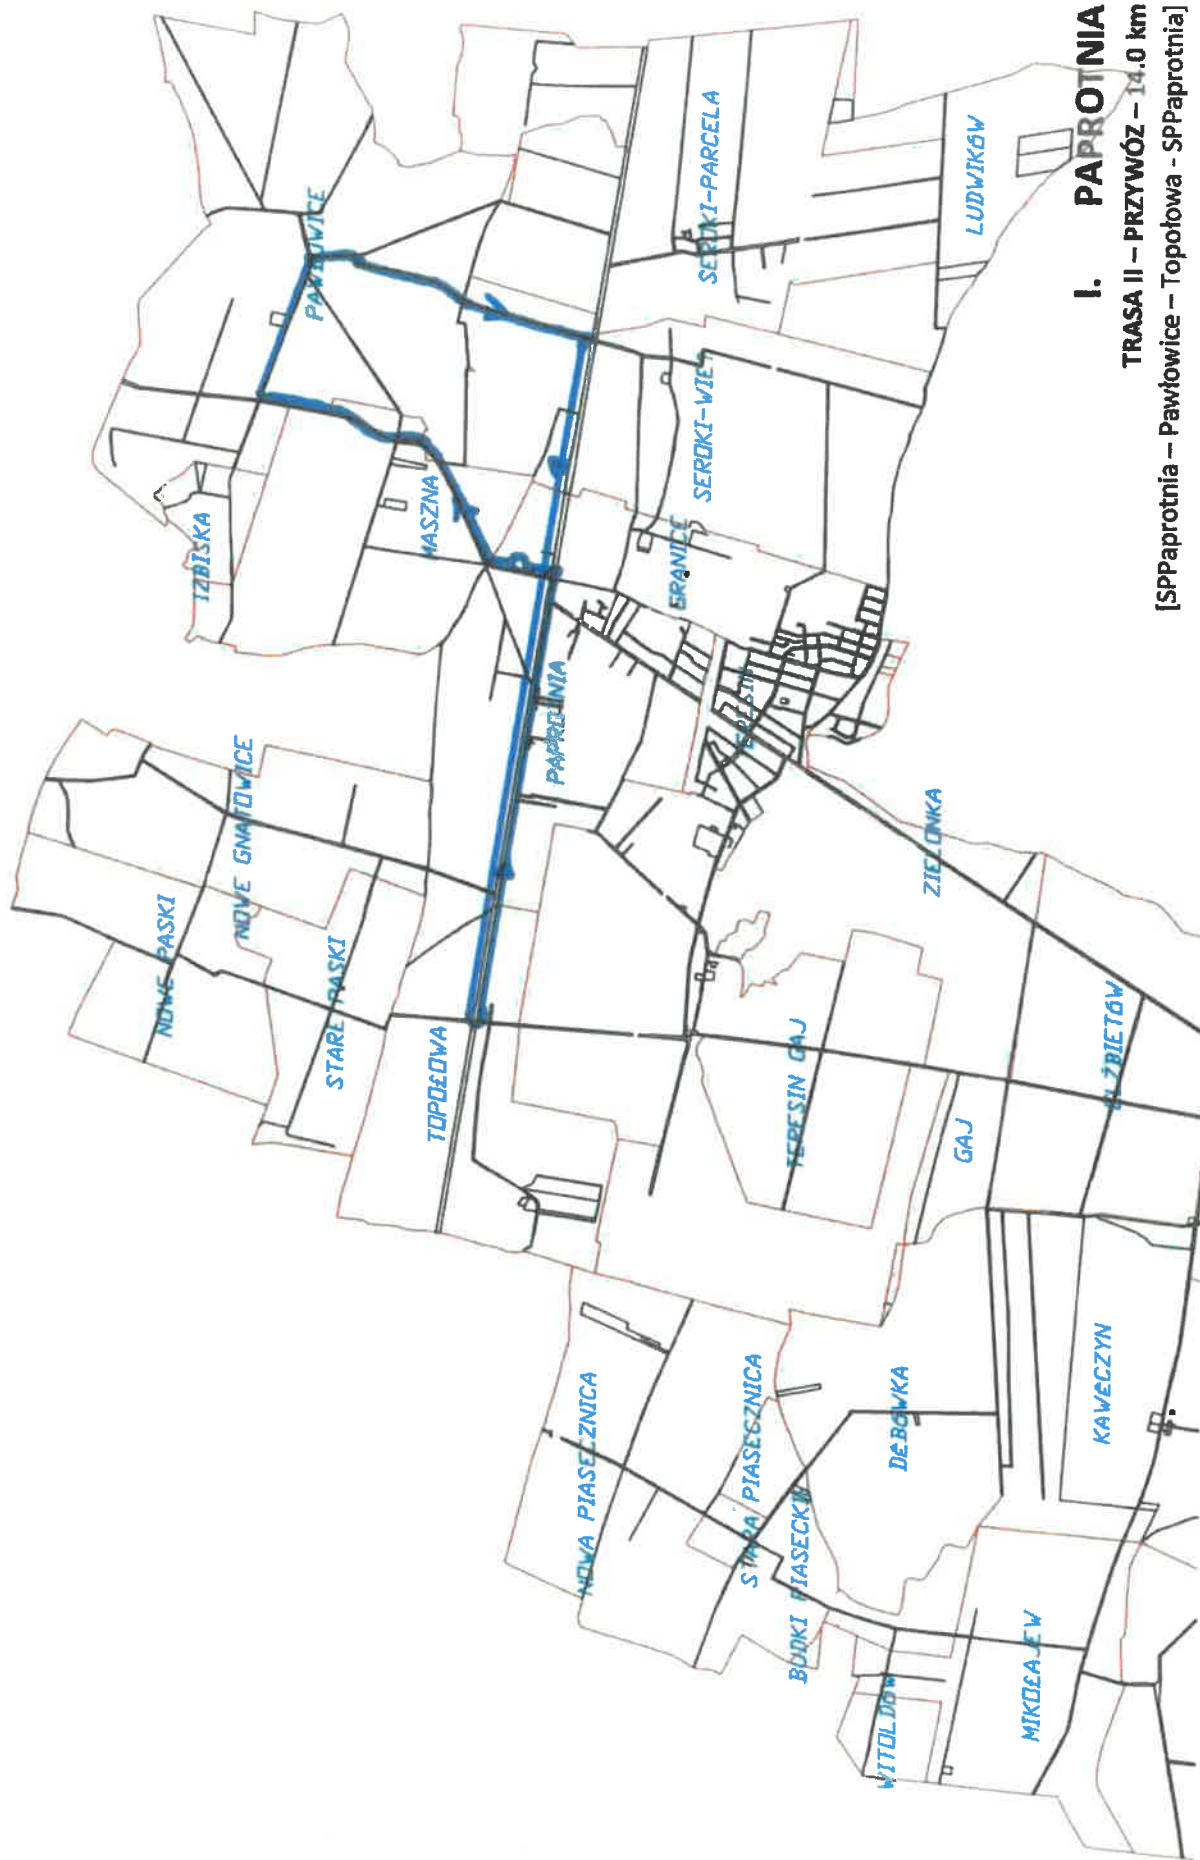 I. PAPROTNIA
TRASA II – PRZYWÓZ – 14.0 km
[SPPaprotnia – Pawłowice – Topołowa - SPPaprotnia]
IZBISKA
PAWŁOWICE
MASZNA
SEROKI-PARCELA
LUDWIKÓW
SEROKI-WIEŚ
GRANICE
PAPROTNIA
TERESIN
NOWE GNATOWICE
NOWE PASKI
STARE PASKI
TOPOŁOWA
ZIELONKA
TERESIN GAJ
GAJ
ELŻBIETÓW
NOWA PIASECZNICA
STARA PIASECZNICA
BUDKI PIASECKIE
DĘBÓWKA
KAWĘCZYN
WITOLDÓW
MIKOŁAJEW